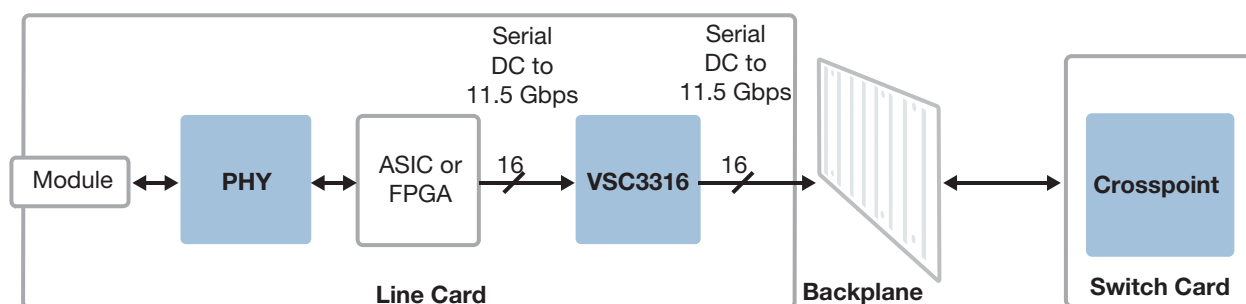 Serial
DC to
11.5 Gbps
Serial
DC to
11.5 Gbps
Module
PHY
ASIC or
FPGA
16
VSC3316
16
Crosspoint
Line Card
Backplane
Switch Card